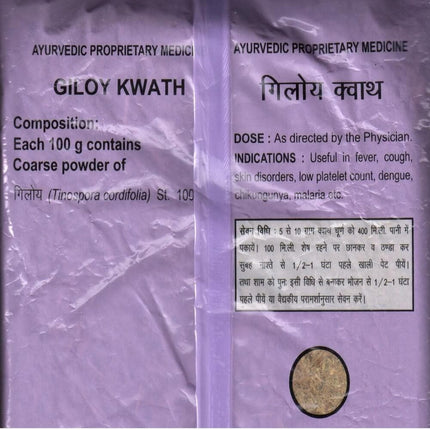 AYURVEDIC PROPRIETARY MEDICI
GILOY KWATH
Composition:
Each 100 g contains
Coarse powder of
गिलोय (Tinospora cordifolia) St. 100
AYURVEDIC PROPRIETARY MEDICINE
गिलोय क्वाथ
DOSE : As directed by the Physician.
INDICATIONS : Useful in fever, cough,
skin disorders, low platelet count, dengue,
chikungunya, malaria etc.
सेवन विधि : 5 से 10 ग्राम क्वाथ चूर्ण को 400 मि.ली. पानी में
पकायें। 100 मि.ली. शेष रहने पर छानकर व ठण्डा कर
सुबह नाश्ते से 1/2-1 घंटा पहले खाली पेट पीयें।
तथा शाम को पुनः इसी विधि से बनाकर भोजन से 1/2-1 घंटा
पहले पीयें या वैद्यकीय परामर्शानुसार सेवन करें।